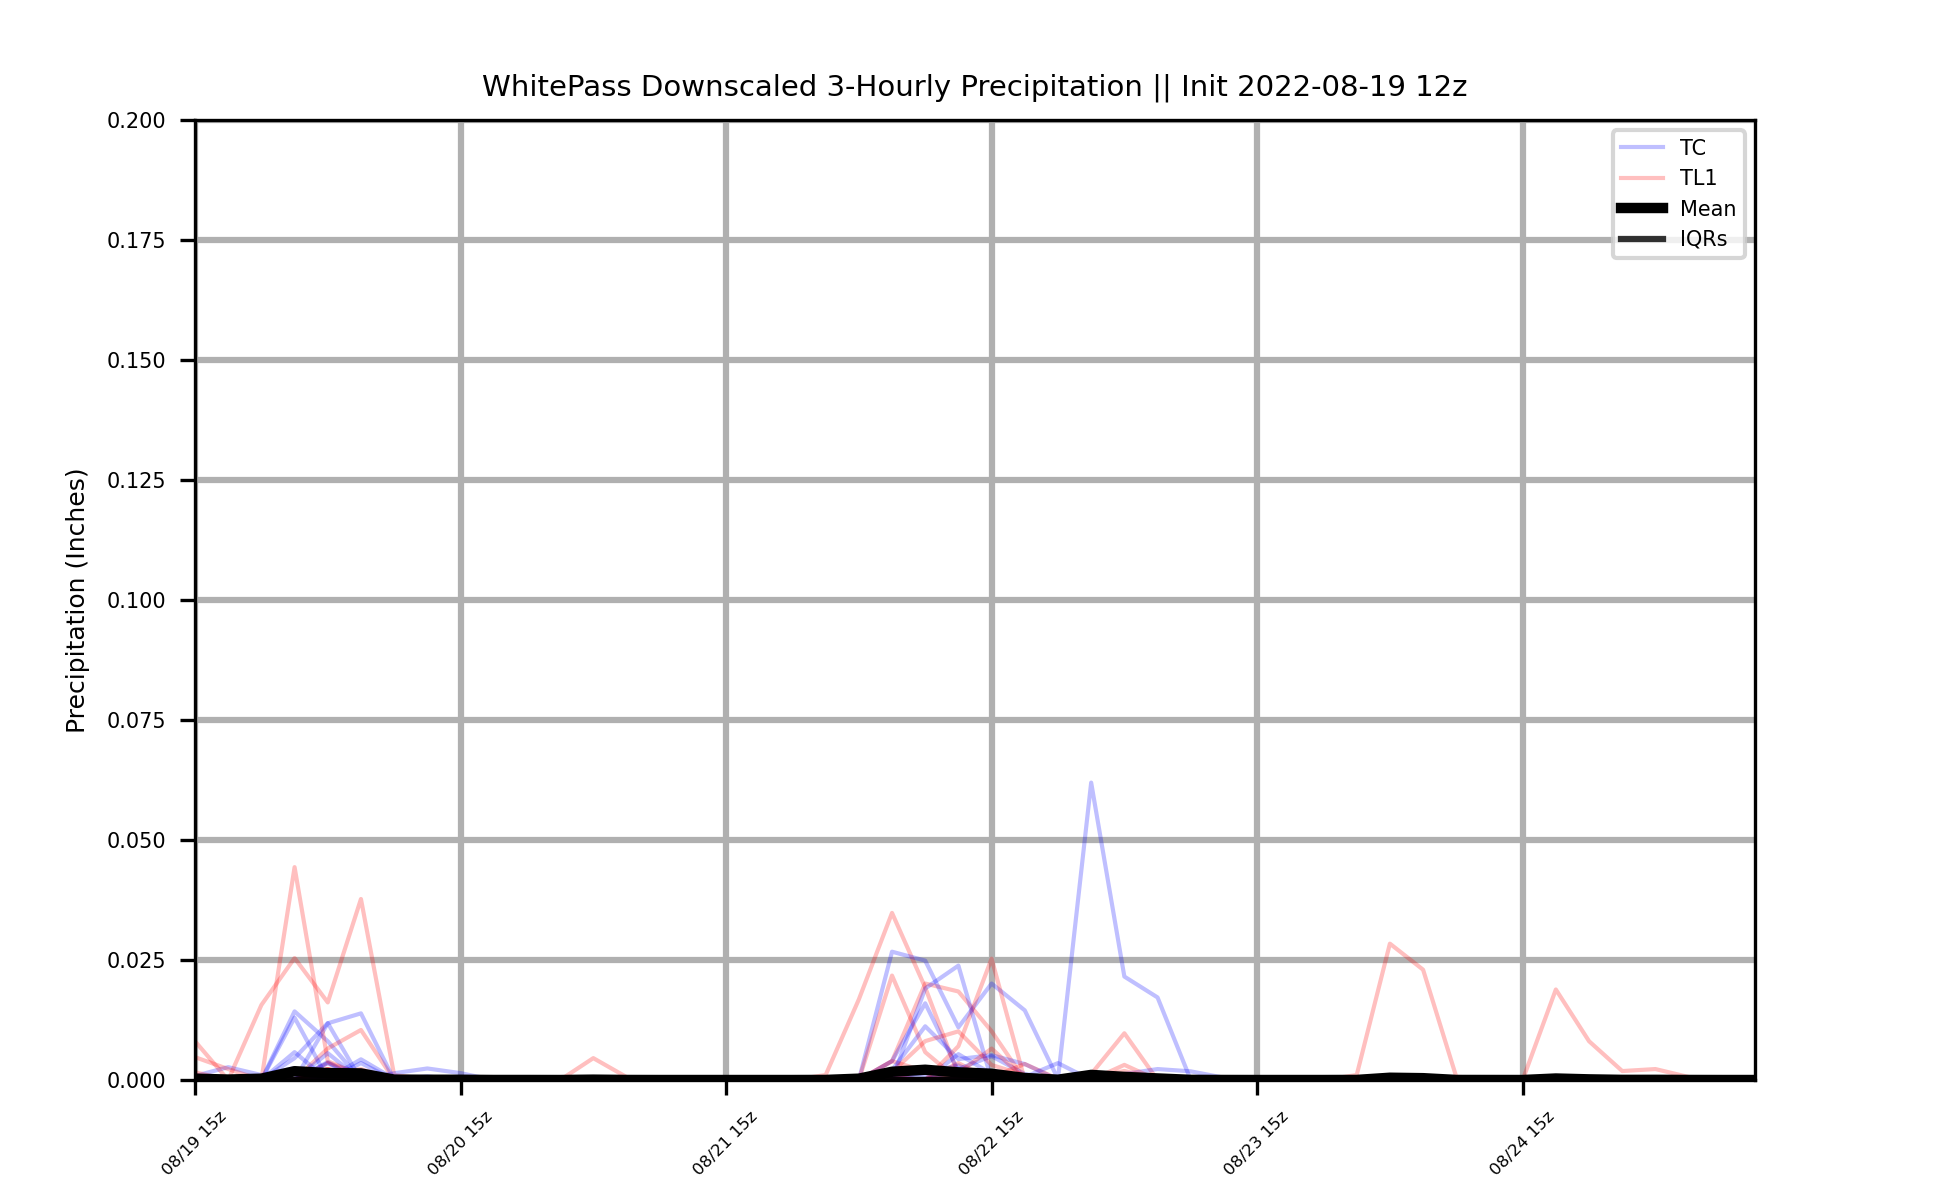 WhitePass Downscaled 3-Hourly Precipitation || Init 2022-08-19 12z
TC
TL1
Mean
IQRs
Precipitation (Inches)
0.200
0.175
0.150
0.125
0.100
0.075
0.050
0.025
0.000
08/19 15z
08/20 15z
08/21 15z
08/22 15z
08/23 15z
08/24 15z